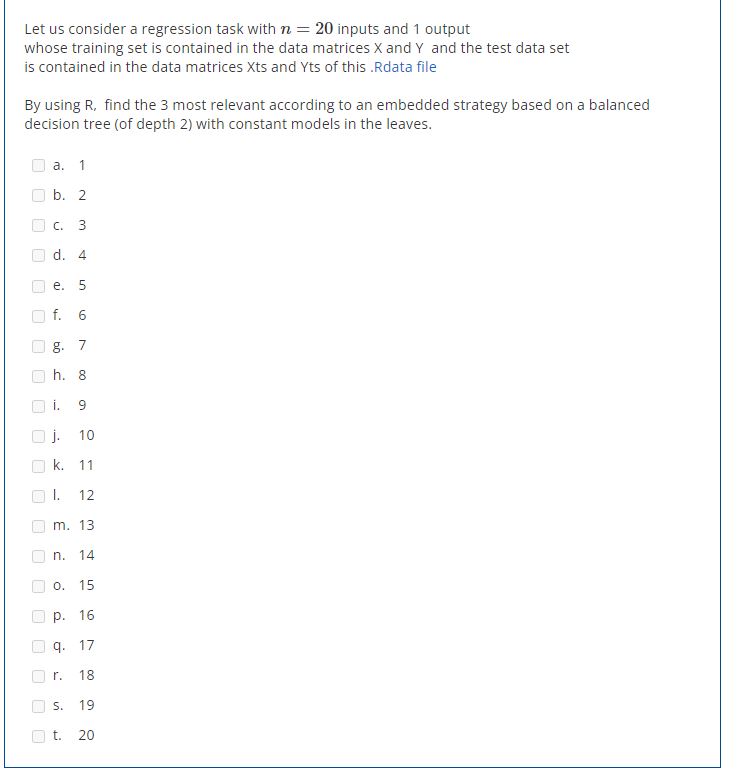 Let us consider a regression task with n = 20 inputs and 1 output
whose training set is contained in the data matrices X and Y and the test data set
is contained in the data matrices Xts and Yts of this .Rdata file
By using R, find the 3 most relevant according to an embedded strategy based on a balanced
decision tree (of depth 2) with constant models in the leaves.
a. 1
b. 2
c. 3
d. 4
e. 5
f. 6
g. 7
h. 8
i. 9
j. 10
k. 11
l. 12
m. 13
n. 14
o. 15
p. 16
q. 17
r. 18
s. 19
t. 20